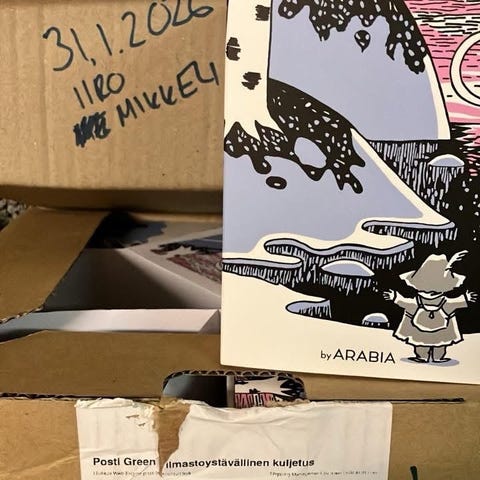 31.1.2026
IIRO
MIKKELI
by ARABIA
Posti Green
ilmastoystävällinen kuljetus